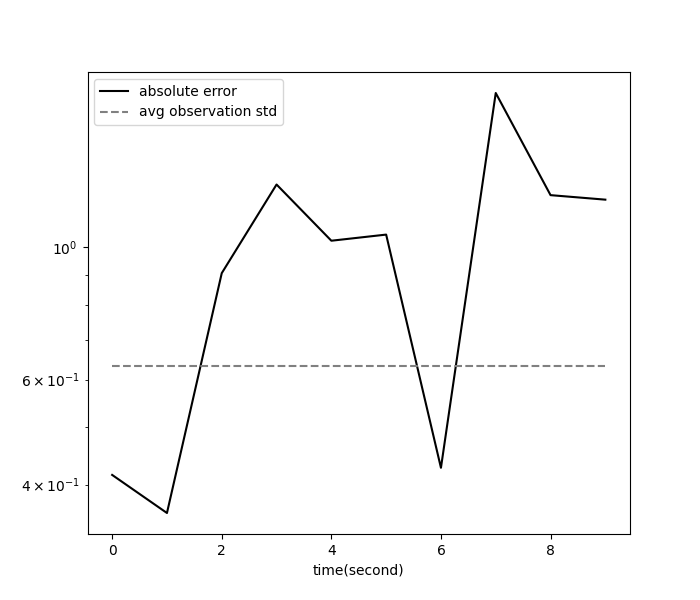 absolute error
avg observation std
10⁰
6 × 10⁻¹
4 × 10⁻¹
0 2 4 6 8
time(second)